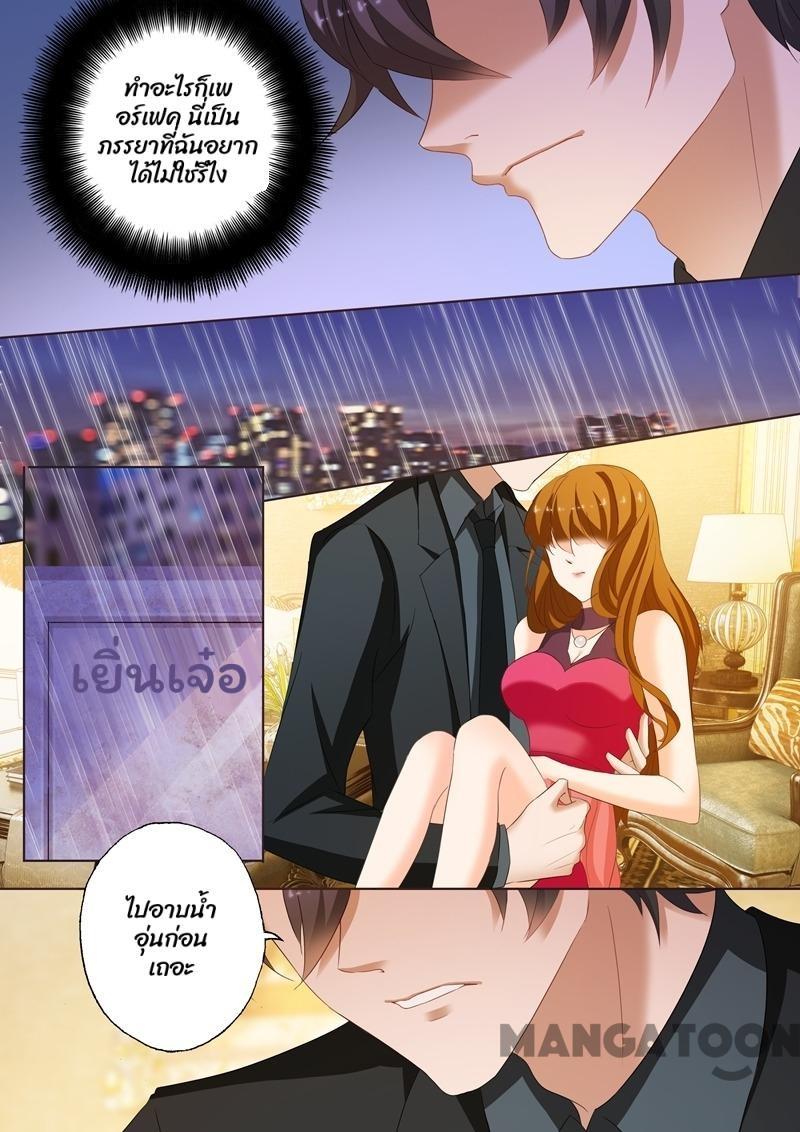 ทำอะไรก็เพ
อร์เฟค นี่เป็น
ภรรยาที่ฉันอยาก
ได้ไม่ใช่รึไง
เยิ่นเจ๋อ
ไปอาบน้ำ
อุ่นก่อน
เถอะ
MANGATOON